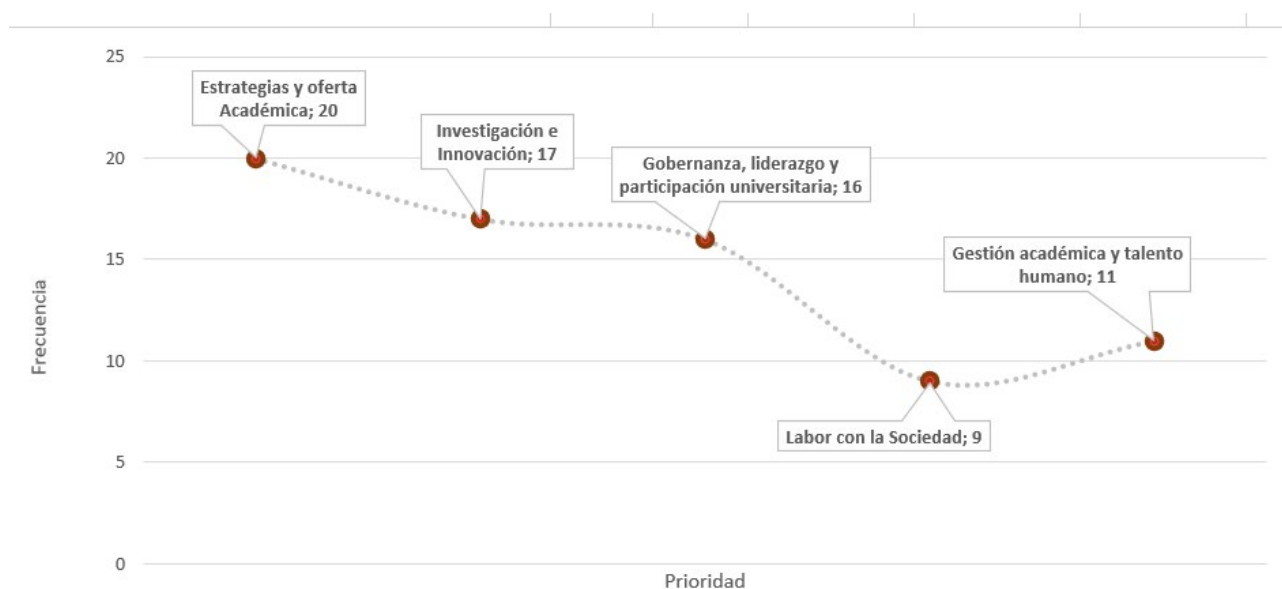 25
20
15
10
5
0
Frecuencia
Estrategias y oferta
Académica; 20
Investigación e
Innovación; 17
Gobernanza, liderazgo y
participación universitaria; 16
Labor con la Sociedad; 9
Gestión académica y talento
humano; 11
Prioridad